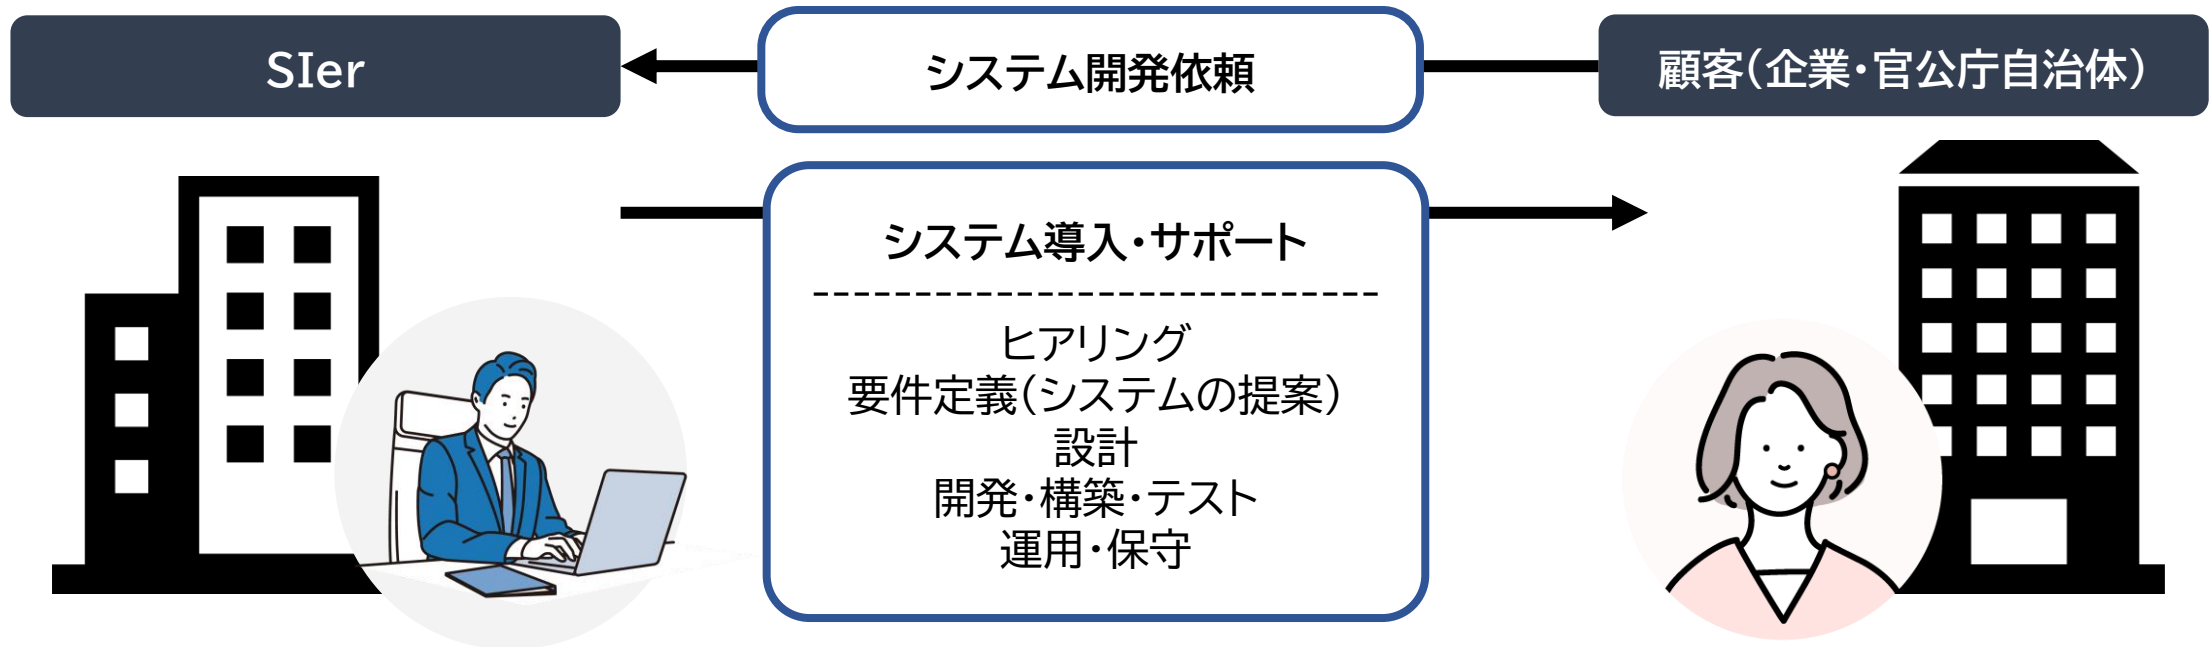 SIer
システム開発依頼
顧客(企業・官公庁自治体)
システム導入・サポート
ヒアリング
要件定義(システムの提案)
設計
開発・構築・テスト
運用・保守